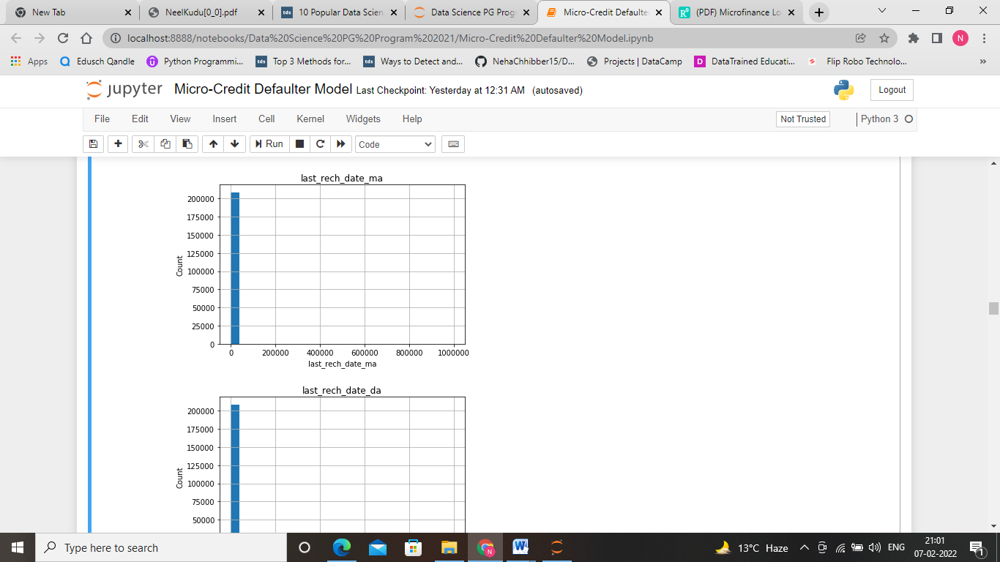 New Tab
NeelKudu[0_0].pdf
tds 10 Popular Data Scien
Data Science PG Progr
Micro-Credit Defaulter
R (PDF) Microfinance Lo
localhost:8888/notebooks/Data%20Science%20PG%20Program%202021/Micro-Credit%20Defaulter%20Model.ipynb
N
Apps
Edusch Qandle
Python Programmi...
tds Top 3 Methods for...
tds Ways to Detect and...
NehaChhibber15/D...
Projects | DataCamp
D DataTrained Educati...
Flip Robo Technolo...
»
jupyter Micro-Credit Defaulter Model Last Checkpoint: Yesterday at 12:31 AM (autosaved)
Logout
File Edit View Insert Cell Kernel Widgets Help
Not Trusted
Python 3
Run
Code
last_rech_date_ma
200000
175000
150000
125000
100000
75000
50000
25000
0
Count
0 200000 400000 600000 800000 1000000
last_rech_date_ma
last_rech_date_da
200000
175000
150000
125000
100000
75000
50000
Count
Type here to search
N
W
13°C Haze
ENG
21:01
07-02-2022
1